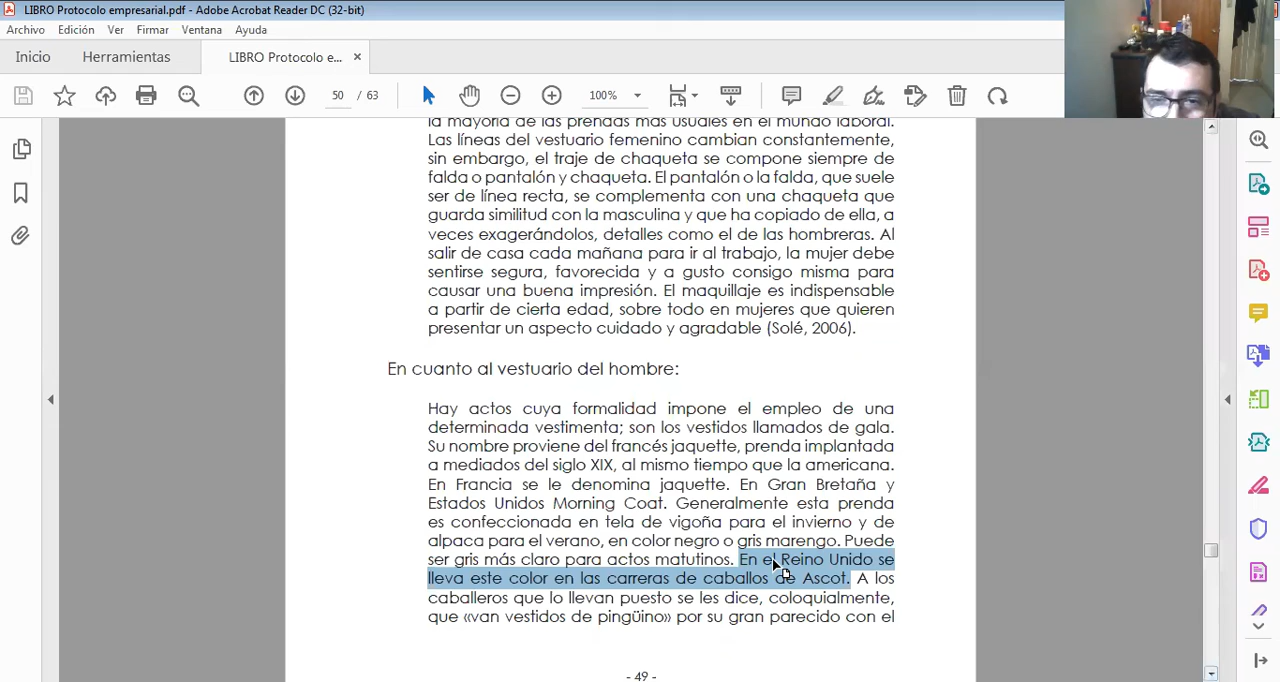 LIBRO Protocolo empresarial.pdf - Adobe Acrobat Reader DC (32-bit)
Archivo Edición Ver Firmar Ventana Ayuda
Inicio Herramientas LIBRO Protocolo e... ×
50 / 63 100%
la mayoría de las prendas más usuales en el mundo laboral.
Las líneas del vestuario femenino cambian constantemente,
sin embargo, el traje de chaqueta se compone siempre de
falda o pantalón y chaqueta. El pantalón o la falda, que suele
ser de línea recta, se complementa con una chaqueta que
guarda similitud con la masculina y que ha copiado de ella, a
veces exagerándolos, detalles como el de las hombreras. Al
salir de casa cada mañana para ir al trabajo, la mujer debe
sentirse segura, favorecida y a gusto consigo misma para
causar una buena impresión. El maquillaje es indispensable
a partir de cierta edad, sobre todo en mujeres que quieren
presentar un aspecto cuidado y agradable (Solé, 2006).
En cuanto al vestuario del hombre:
Hay actos cuya formalidad impone el empleo de una
determinada vestimenta; son los vestidos llamados de gala.
Su nombre proviene del francés jaquette, prenda implantada
a mediados del siglo XIX, al mismo tiempo que la americana.
En Francia se le denomina jaquette. En Gran Bretaña y
Estados Unidos Morning Coat. Generalmente esta prenda
es confeccionada en tela de vigoña para el invierno y de
alpaca para el verano, en color negro o gris marengo. Puede
ser gris más claro para actos matutinos. En el Reino Unido se
lleva este color en las carreras de caballos de Ascot. A los
caballeros que lo llevan puesto se les dice, coloquialmente,
que «van vestidos de pingüino» por su gran parecido con el
- 49 -